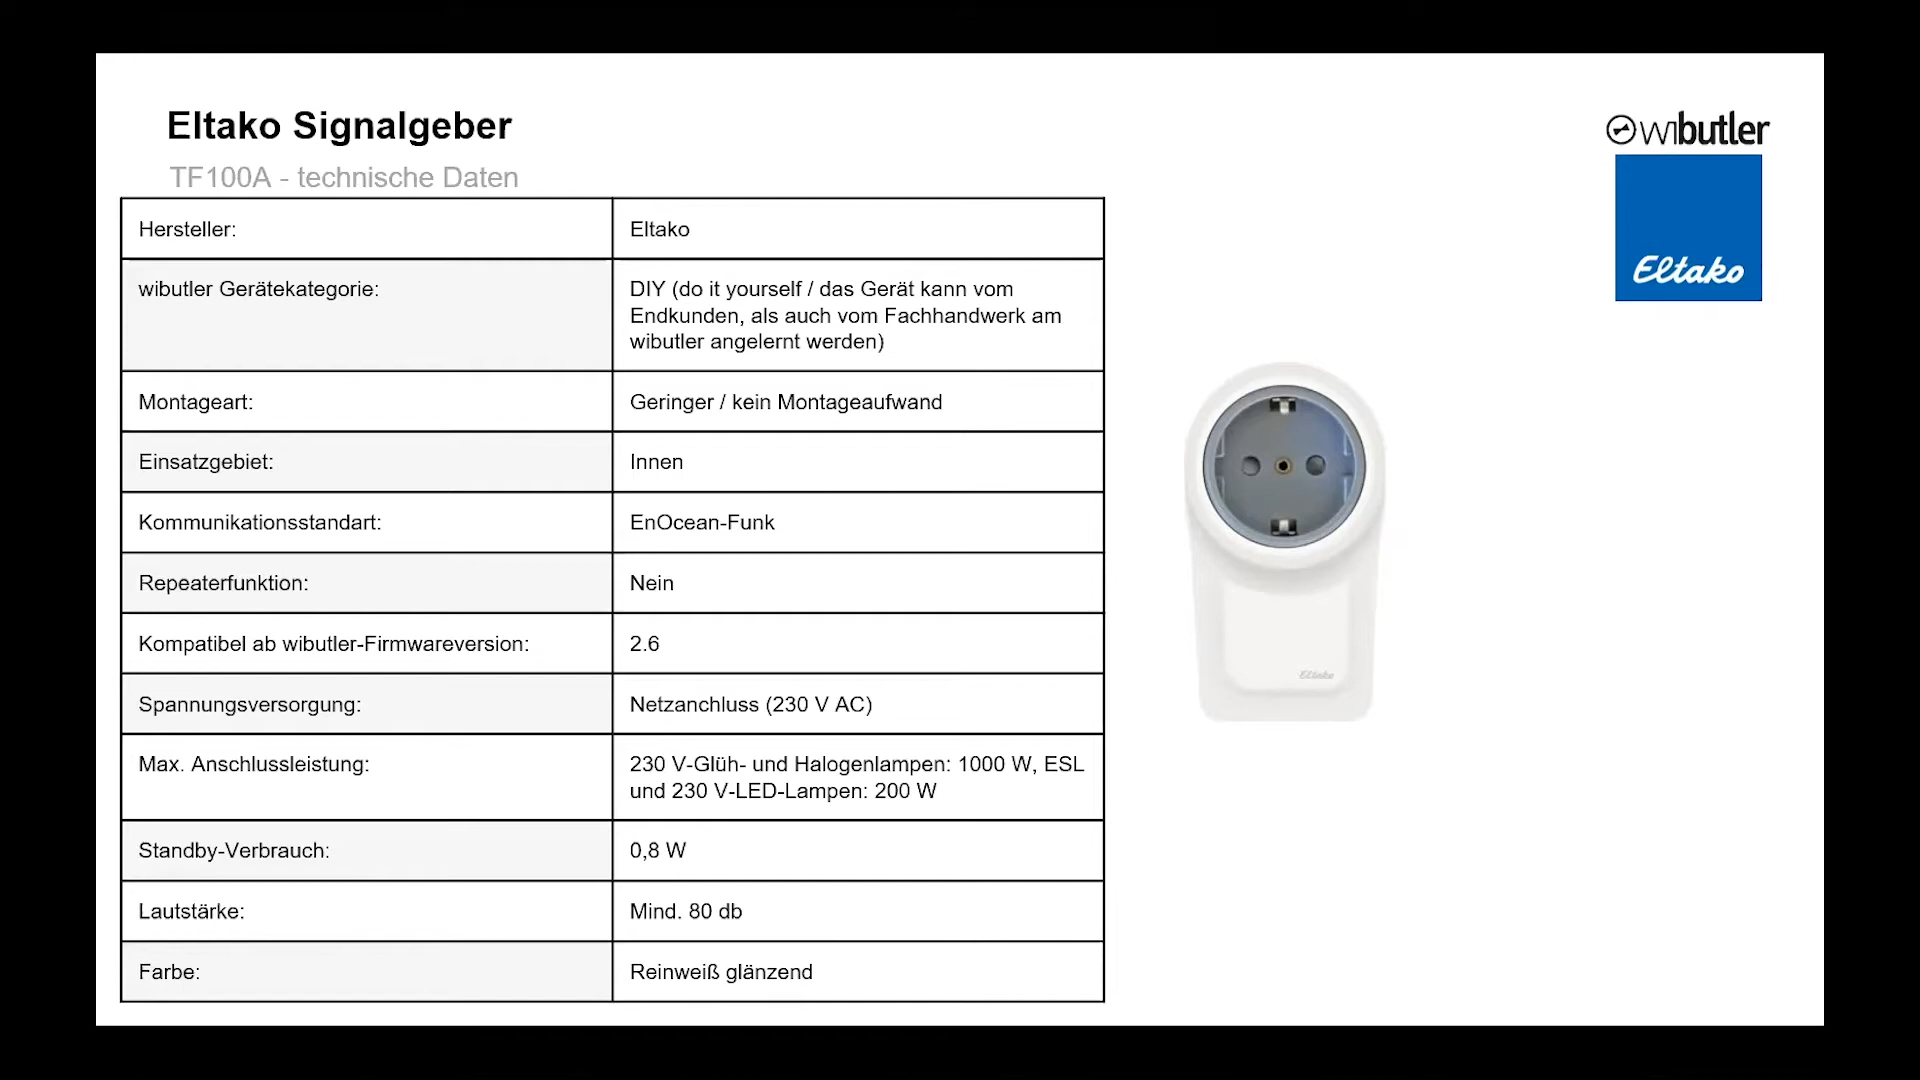 Eltako Signalgeber
TF100A - technische Daten
wibutler
Eltako
Hersteller:
Eltako
wibutler Gerätekategorie:
DIY (do it yourself / das Gerät kann vom
Endkunden, als auch vom Fachhandwerk am
wibutler angelernt werden)
Montageart:
Geringer / kein Montageaufwand
Einsatzgebiet:
Innen
Kommunikationsstandart:
EnOcean-Funk
Repeaterfunktion:
Nein
Kompatibel ab wibutler-Firmwareversion:
2.6
Spannungsversorgung:
Netzanchluss (230 V AC)
Max. Anschlussleistung:
230 V-Glüh- und Halogenlampen: 1000 W, ESL
und 230 V-LED-Lampen: 200 W
Standby-Verbrauch:
0,8 W
Lautstärke:
Mind. 80 db
Farbe:
Reinweiß glänzend
Eltako